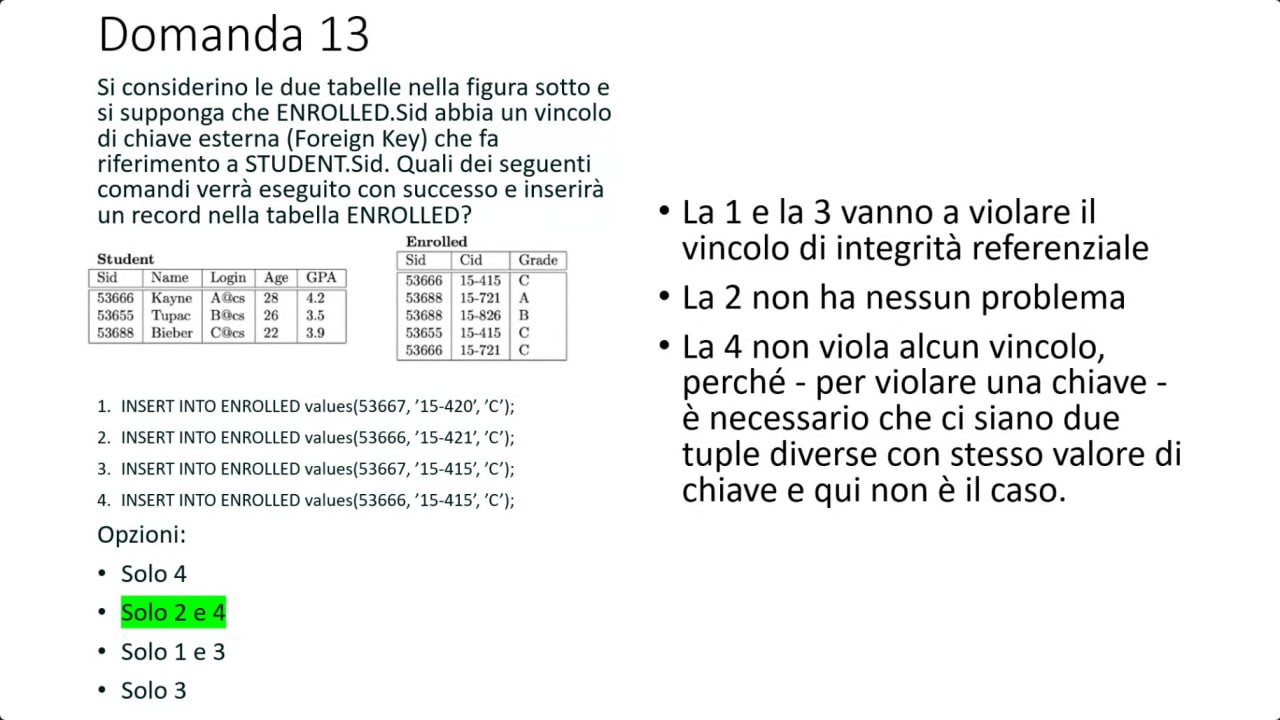 Domanda 13
Si considerino le due tabelle nella figura sotto e
si supponga che ENROLLED.Sid abbia un vincolo
di chiave esterna (Foreign Key) che fa
riferimento a STUDENT.Sid. Quali dei seguenti
comandi verrà eseguito con successo e inserirà
un record nella tabella ENROLLED?
Student
Sid Name Login Age GPA
53666 Kayne A@cs 28 4.2
53655 Tupac B@cs 26 3.5
53688 Bieber C@cs 22 3.9
Enrolled
Sid Cid Grade
53666 15-415 C
53688 15-721 A
53688 15-826 B
53655 15-415 C
53666 15-721 C
1. INSERT INTO ENROLLED values(53667, ’15-420’, ’C’);
2. INSERT INTO ENROLLED values(53666, ’15-421’, ’C’);
3. INSERT INTO ENROLLED values(53667, ’15-415’, ’C’);
4. INSERT INTO ENROLLED values(53666, ’15-415’, ’C’);
Opzioni:
• Solo 4
• Solo 2 e 4
• Solo 1 e 3
• Solo 3
• La 1 e la 3 vanno a violare il
vincolo di integrità referenziale
• La 2 non ha nessun problema
• La 4 non viola alcun vincolo,
perché - per violare una chiave -
è necessario che ci siano due
tuple diverse con stesso valore di
chiave e qui non è il caso.